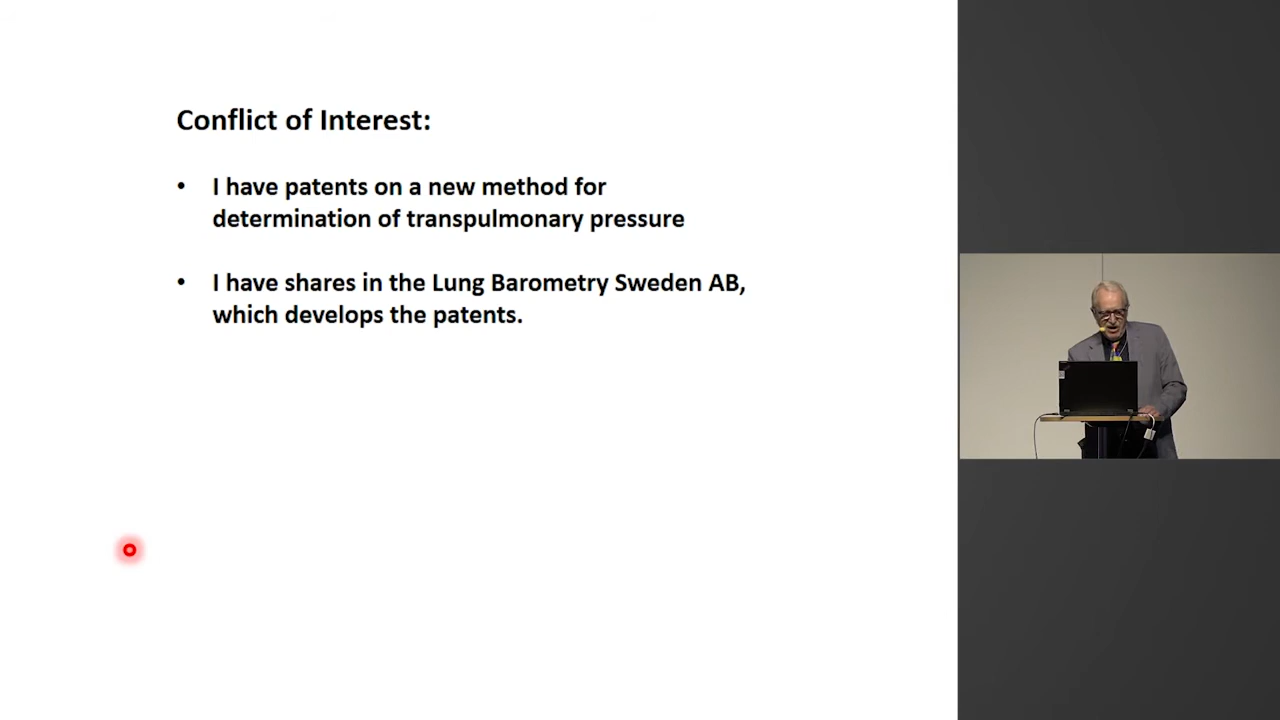 Conflict of Interest:
• I have patents on a new method for
determination of transpulmonary pressure
• I have shares in the Lung Barometry Sweden AB,
which develops the patents.